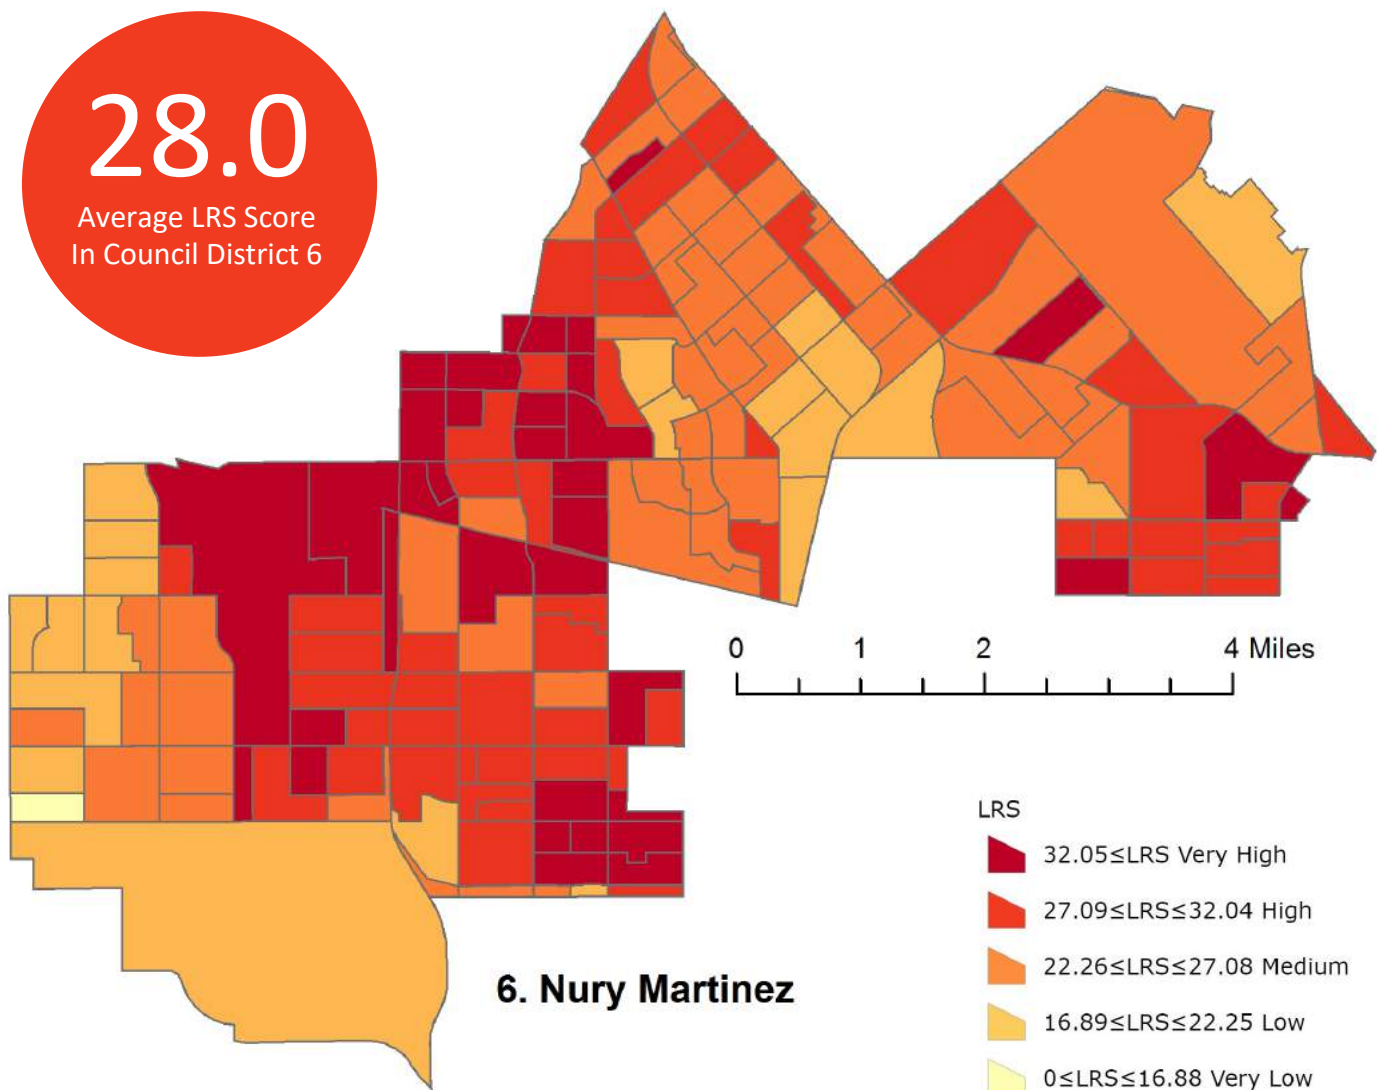 28.0
Average LRS Score
In Council District 6
0 1 2 4 Miles
LRS
32.05≤LRS Very High
27.09≤LRS≤32.04 High
22.26≤LRS≤27.08 Medium
16.89≤LRS≤22.25 Low
0≤LRS≤16.88 Very Low
6. Nury Martinez